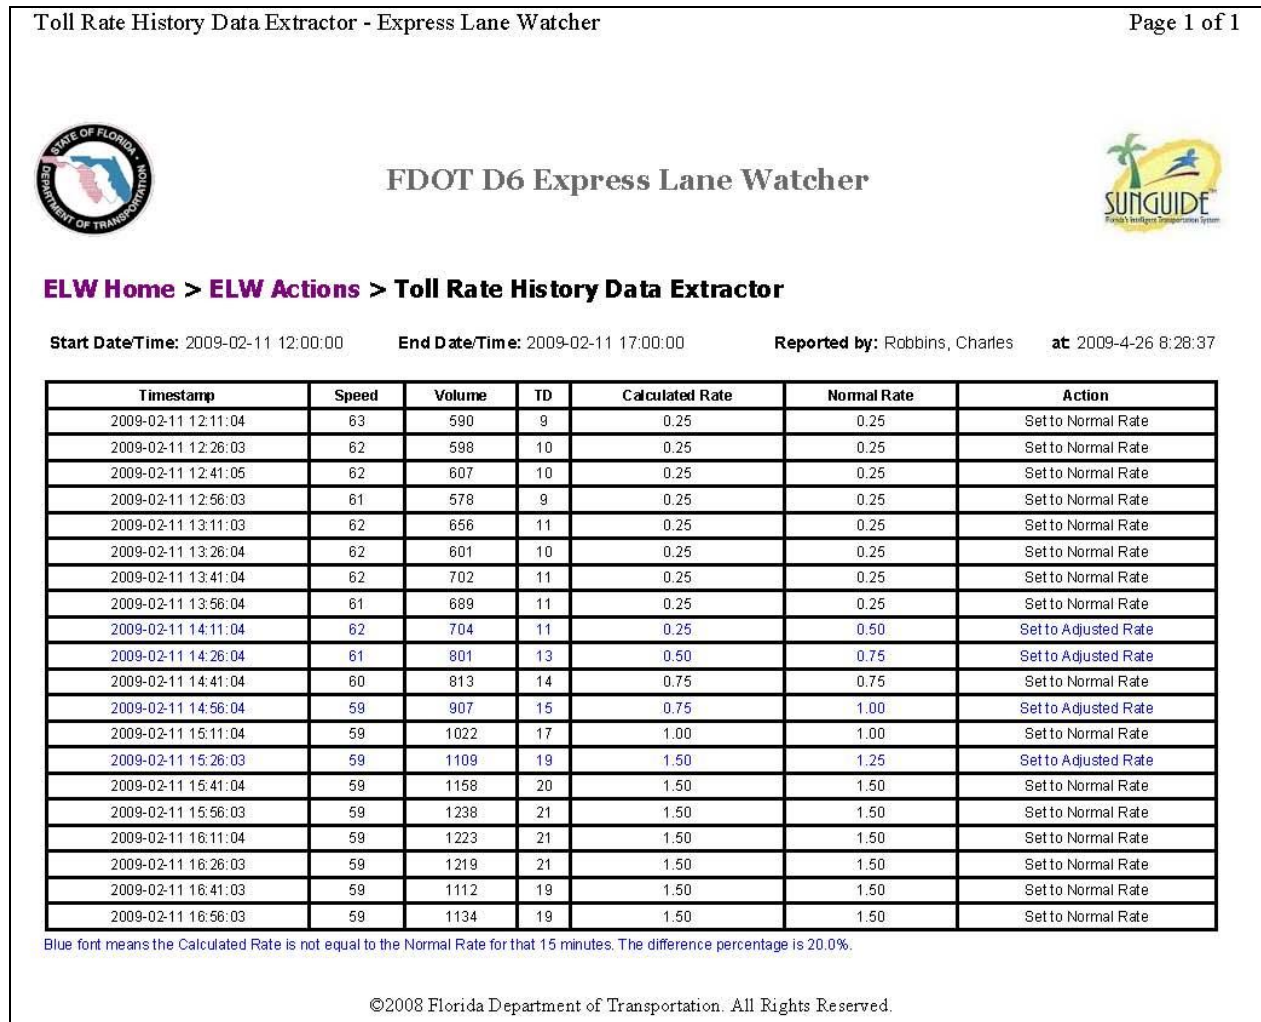 Toll Rate History Data Extractor - Express Lane Watcher Page 1 of 1
STATE OF FLORIDA
DEPARTMENT OF TRANSPORTATION
FDOT D6 Express Lane Watcher
SUNGUIDE
Florida's Intelligent Transportation System
ELW Home > ELW Actions > Toll Rate History Data Extractor
Start Date/Time: 2009-02-11 12:00:00 End Date/Time: 2009-02-11 17:00:00 Reported by: Robbins, Charles at: 2009-4-26 8:28:37
Timestamp Speed Volume TD Calculated Rate Normal Rate Action
2009-02-11 12:11:04 63 590 9 0.25 0.25 Set to Normal Rate
2009-02-11 12:26:03 62 598 10 0.25 0.25 Set to Normal Rate
2009-02-11 12:41:05 62 607 10 0.25 0.25 Set to Normal Rate
2009-02-11 12:56:03 61 578 9 0.25 0.25 Set to Normal Rate
2009-02-11 13:11:03 62 656 11 0.25 0.25 Set to Normal Rate
2009-02-11 13:26:04 62 601 10 0.25 0.25 Set to Normal Rate
2009-02-11 13:41:04 62 702 11 0.25 0.25 Set to Normal Rate
2009-02-11 13:56:04 61 689 11 0.25 0.25 Set to Normal Rate
2009-02-11 14:11:04 62 704 11 0.25 0.50 Set to Adjusted Rate
2009-02-11 14:26:04 61 801 13 0.50 0.75 Set to Adjusted Rate
2009-02-11 14:41:04 60 813 14 0.75 0.75 Set to Normal Rate
2009-02-11 14:56:04 59 907 15 0.75 1.00 Set to Adjusted Rate
2009-02-11 15:11:04 59 1022 17 1.00 1.00 Set to Normal Rate
2009-02-11 15:26:03 59 1109 19 1.50 1.25 Set to Adjusted Rate
2009-02-11 15:41:04 59 1158 20 1.50 1.50 Set to Normal Rate
2009-02-11 15:56:03 59 1238 21 1.50 1.50 Set to Normal Rate
2009-02-11 16:11:04 59 1223 21 1.50 1.50 Set to Normal Rate
2009-02-11 16:26:03 59 1219 21 1.50 1.50 Set to Normal Rate
2009-02-11 16:41:03 59 1112 19 1.50 1.50 Set to Normal Rate
2009-02-11 16:56:03 59 1134 19 1.50 1.50 Set to Normal Rate
Blue font means the Calculated Rate is not equal to the Normal Rate for that 15 minutes. The difference percentage is 20.0%.
©2008 Florida Department of Transportation. All Rights Reserved.